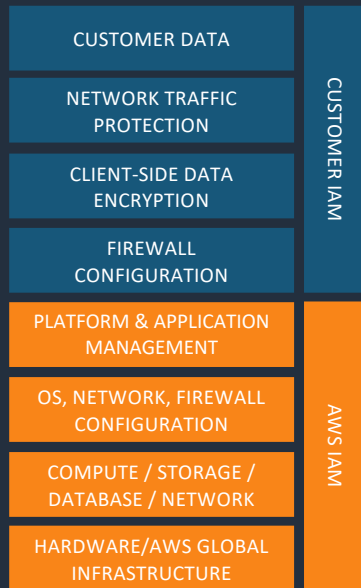 CUSTOMER DATA
NETWORK TRAFFIC
PROTECTION
CLIENT-SIDE DATA
ENCRYPTION
FIREWALL
CONFIGURATION
CUSTOMER IAM
PLATFORM & APPLICATION
MANAGEMENT
OS, NETWORK, FIREWALL
CONFIGURATION
COMPUTE / STORAGE /
DATABASE / NETWORK
HARDWARE/AWS GLOBAL
INFRASTRUCTURE
AWS IAM